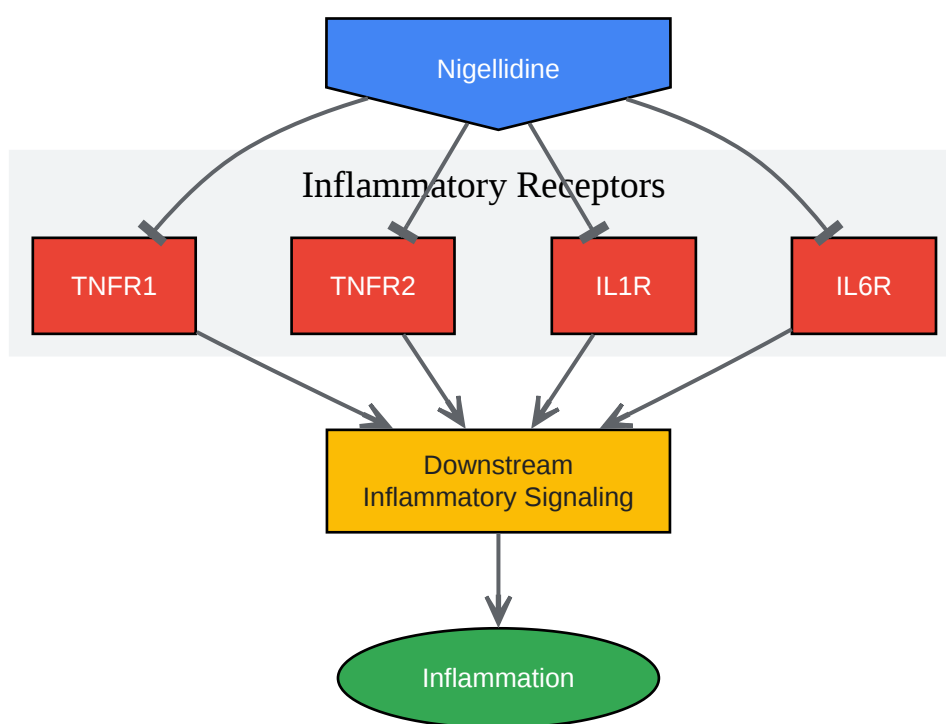 Nigellidine
Inflammatory Receptors
TNFR1
TNFR2
IL1R
IL6R
Downstream
Inflammatory Signaling
Inflammation